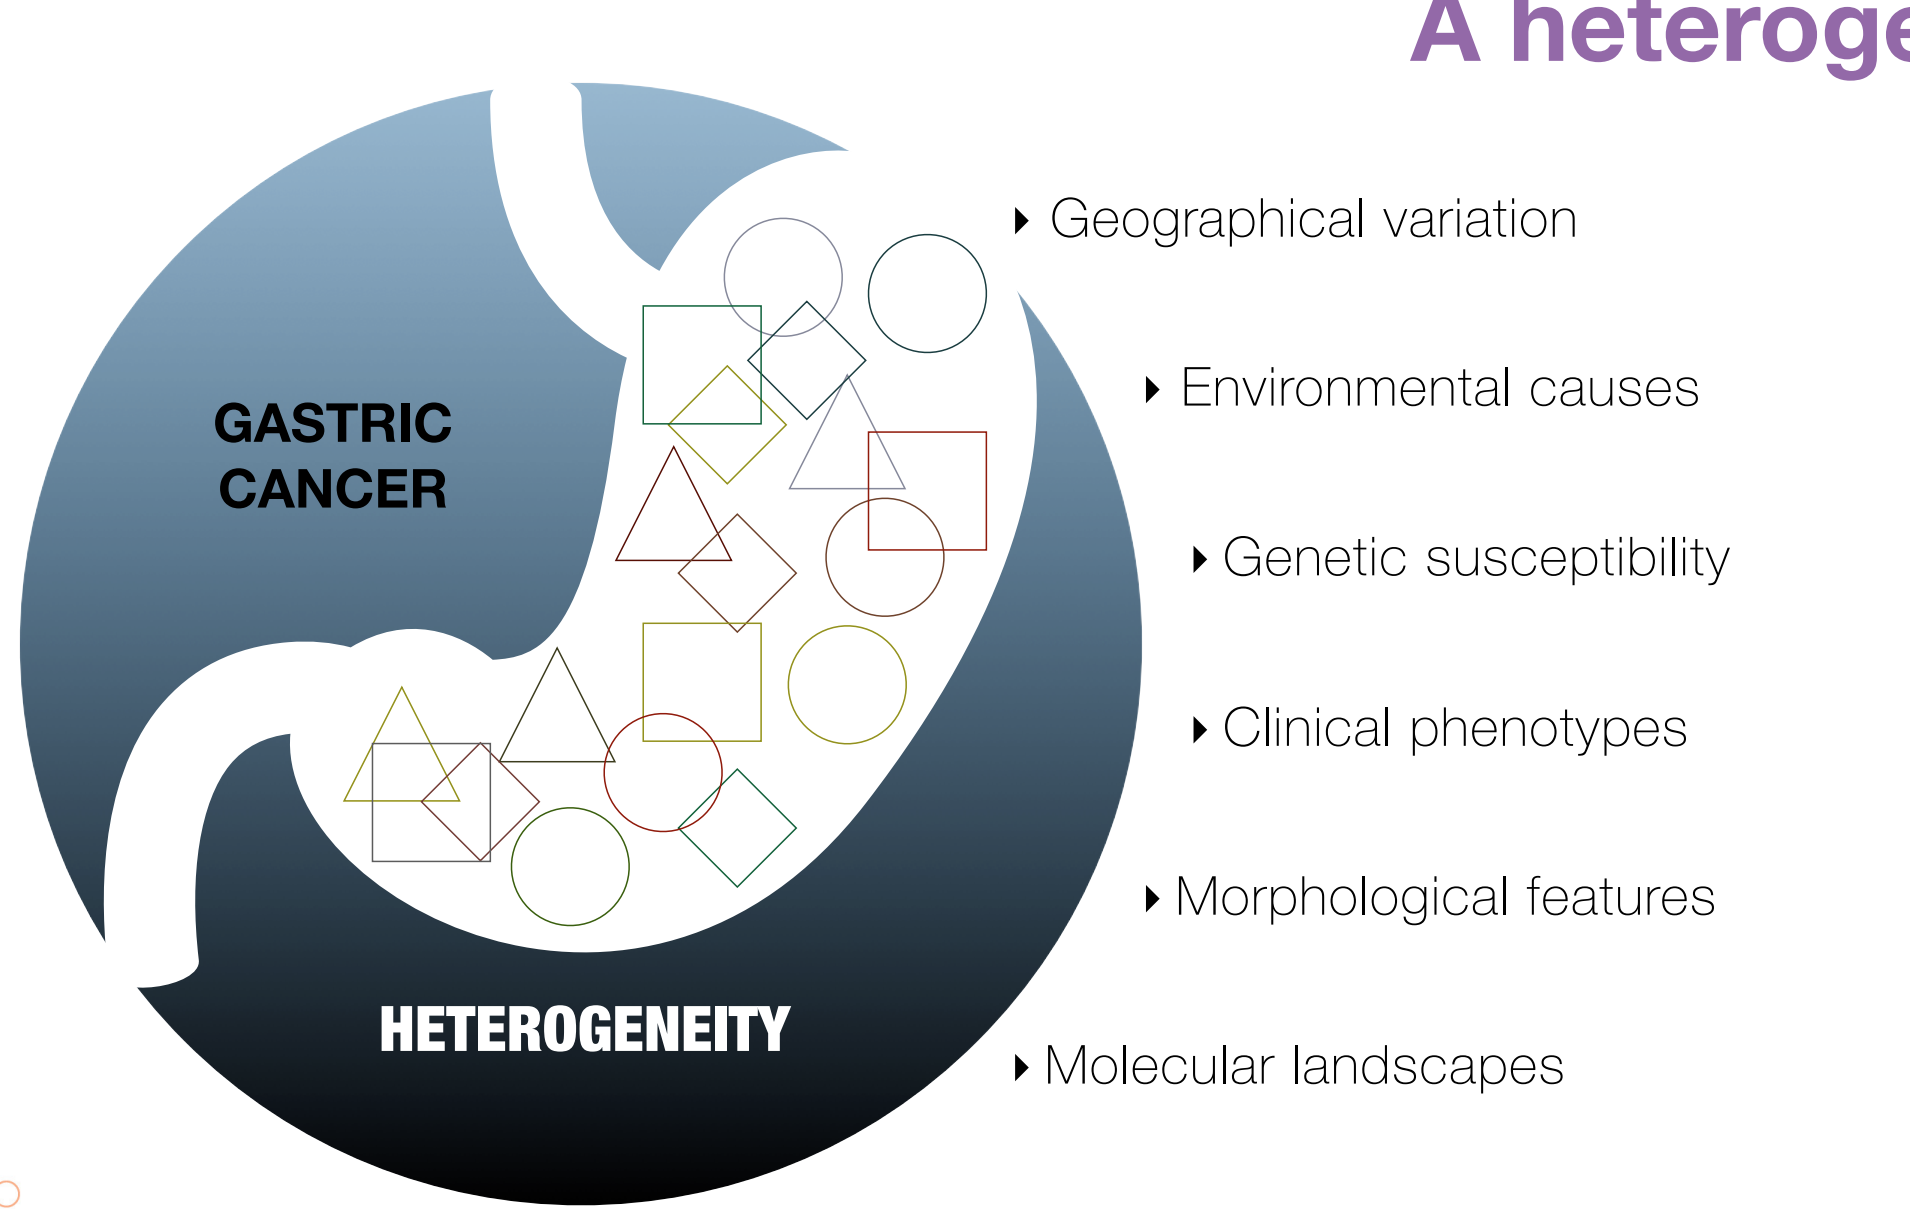 A heteroge
GASTRIC
CANCER
HETEROGENEITY
▸ Geographical variation
▸ Environmental causes
▸ Genetic susceptibility
▸ Clinical phenotypes
▸ Morphological features
▸ Molecular landscapes